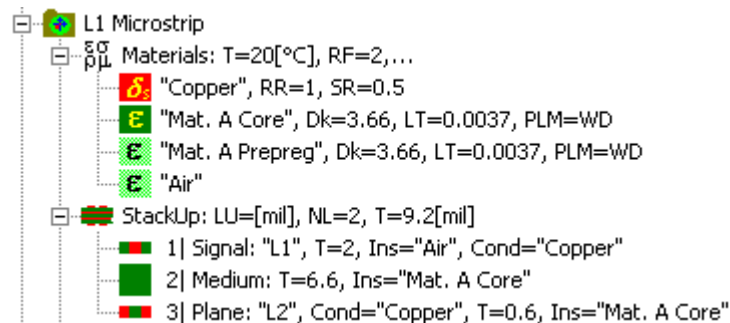 L1 Microstrip
εσ ρμ Materials: T=20[°C], RF=2,...
δs "Copper", RR=1, SR=0.5
ε "Mat. A Core", Dk=3.66, LT=0.0037, PLM=WD
ε "Mat. A Prepreg", Dk=3.66, LT=0.0037, PLM=WD
ε "Air"
StackUp: LU=[mil], NL=2, T=9.2[mil]
1| Signal: "L1", T=2, Ins="Air", Cond="Copper"
2| Medium: T=6.6, Ins="Mat. A Core"
3| Plane: "L2", Cond="Copper", T=0.6, Ins="Mat. A Core"